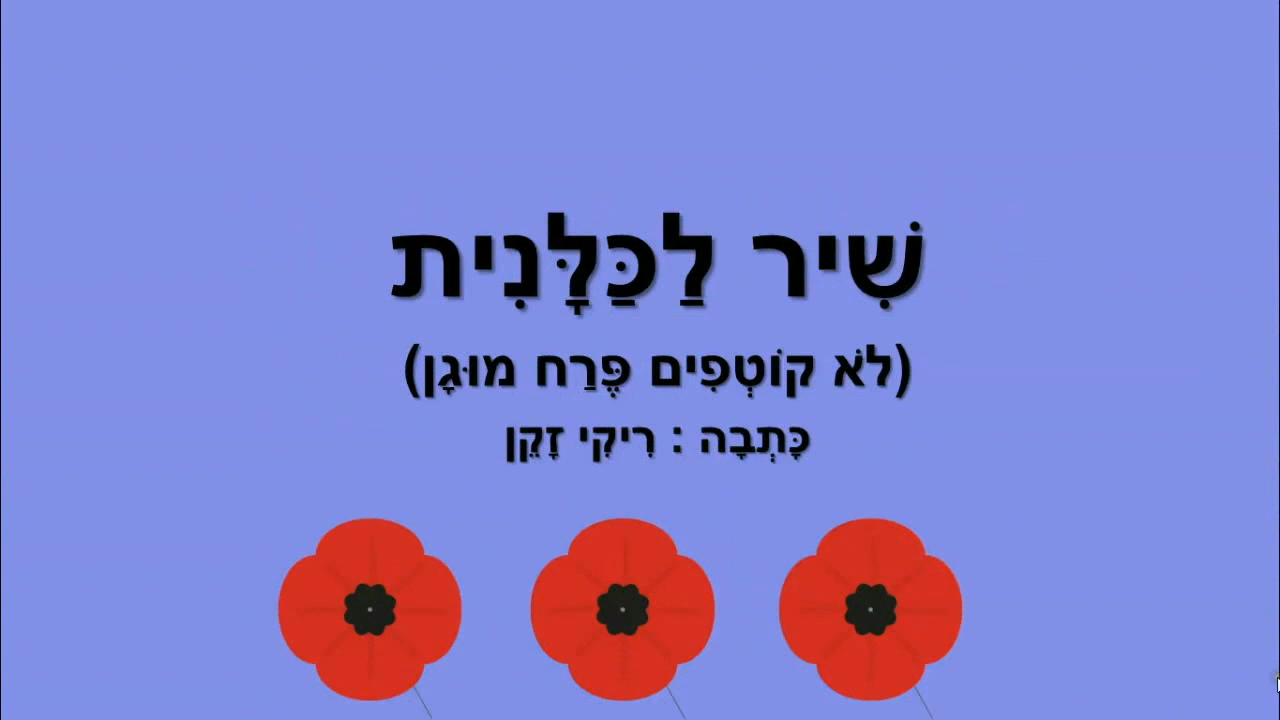 שִׁיר לַכַּלָּנִית
(לֹא קוֹטְפִים פֶּרַח מוּגָן)
כָּתְבָה : רִיקִי זָקֵן